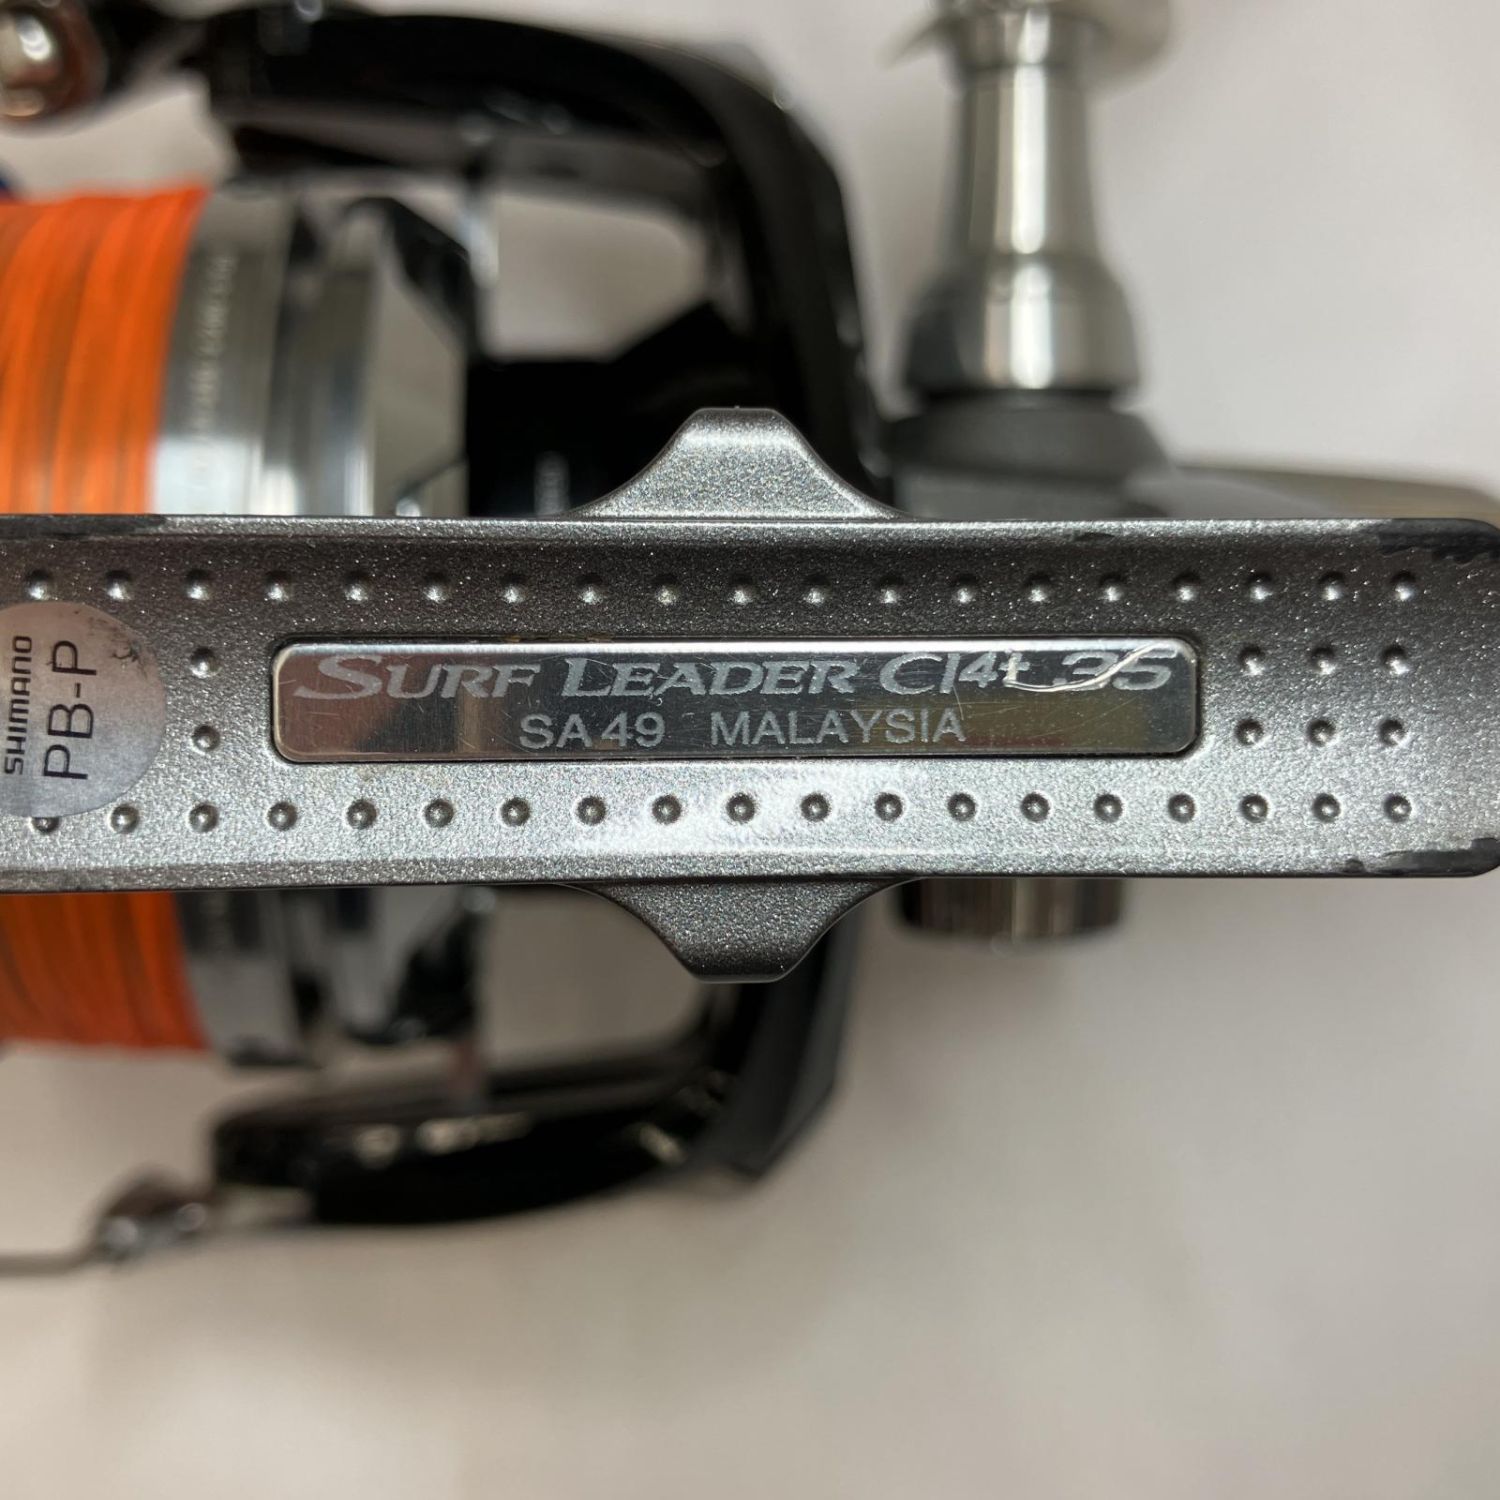 SHIMANO
PB-P
SURF LEADER CI4+ 35
SA49 MALAYSIA